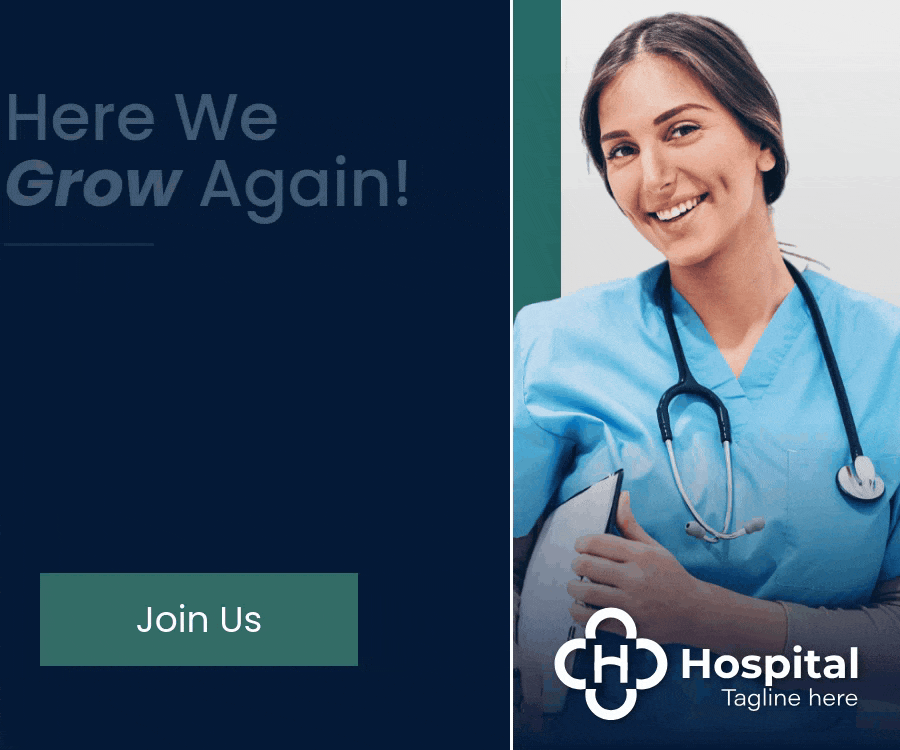 Here We
Grow Again!
Join Us
H
Hospital
Tagline here